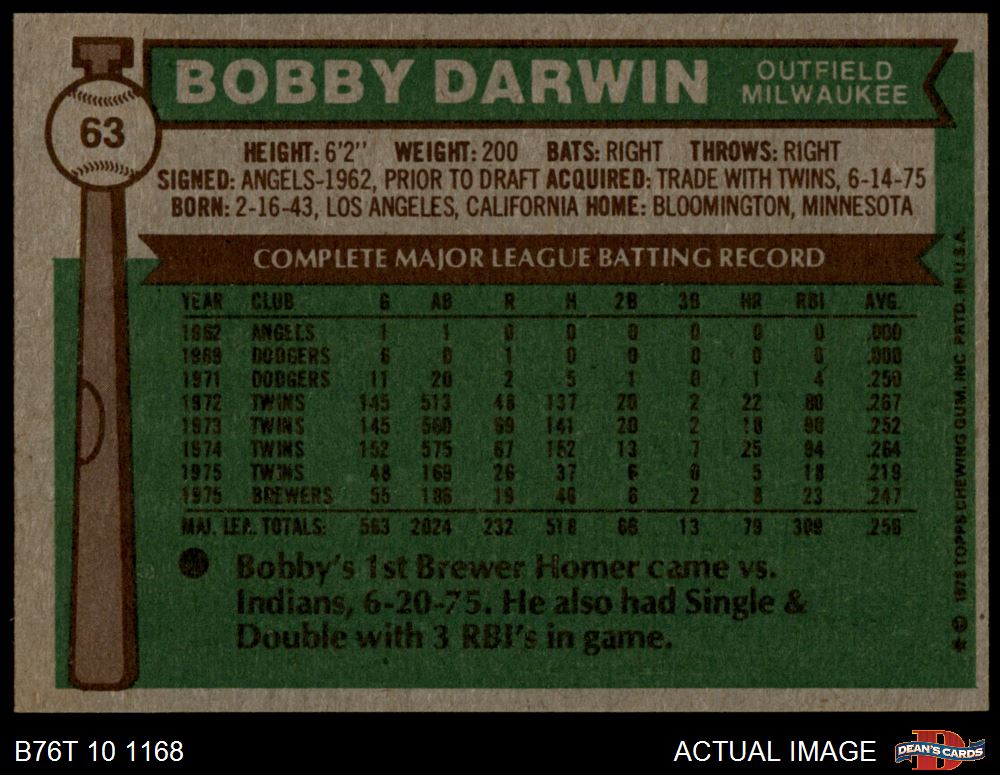 63
BOBBY DARWIN
OUTFIELD
MILWAUKEE
HEIGHT: 6'2" WEIGHT: 200 BATS: RIGHT THROWS: RIGHT
SIGNED: ANGELS-1962, PRIOR TO DRAFT ACQUIRED: TRADE WITH TWINS, 6-14-75
BORN: 2-16-43, LOS ANGELES, CALIFORNIA HOME: BLOOMINGTON, MINNESOTA
COMPLETE MAJOR LEAGUE BATTING RECORD
YEAR CLUB G AB R H 2B 3B HR RBI AVG.
1962 ANGELS 1 1 0 0 0 0 0 0 .000
1969 DODGERS 6 0 1 0 0 0 0 0 .000
1971 DODGERS 11 20 2 5 1 0 1 4 .250
1972 TWINS 145 513 48 137 20 2 22 80 .267
1973 TWINS 145 560 69 141 20 2 18 90 .252
1974 TWINS 152 575 67 152 13 7 25 94 .264
1975 TWINS 48 169 26 37 6 0 5 18 .219
1975 BREWERS 55 186 19 46 6 2 8 23 .247
MAJ. LEA. TOTALS: 563 2024 232 518 66 13 79 309 .256
Bobby's 1st Brewer Homer came vs.
Indians, 6-20-75. He also had Single &
Double with 3 RBI's in game.
★ © 1976 TOPPS CHEWING GUM, INC PRTD. IN U.S.A.
B76T 10 1168
ACTUAL IMAGE
D
DEAN'S CARDS